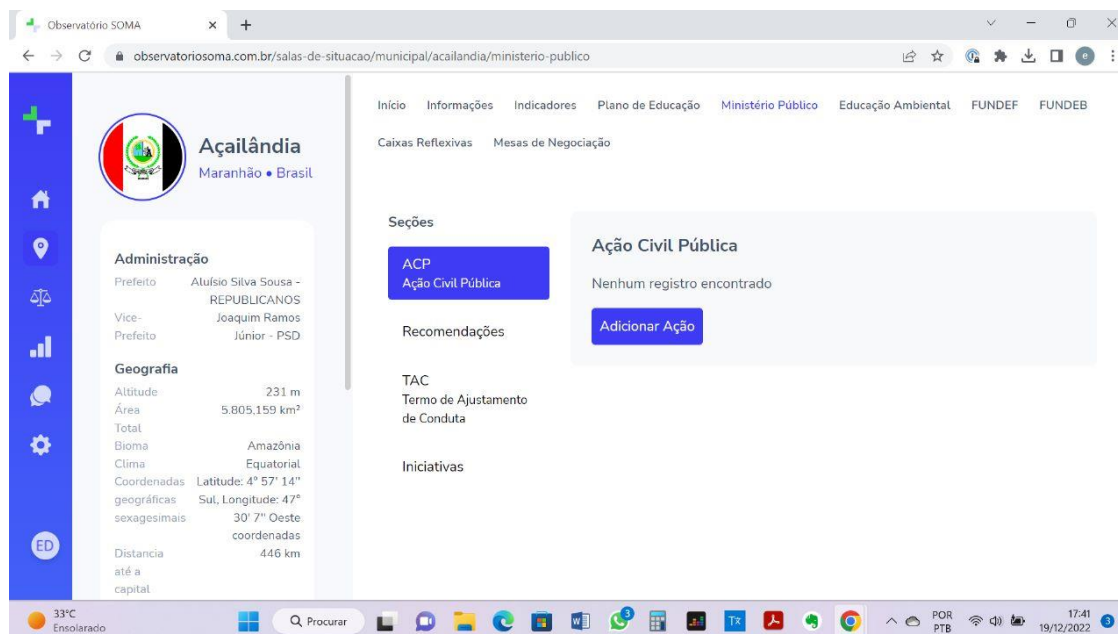 Observatório SOMA
observatoriosoma.com.br/salas-de-situacao/municipal/acailandia/ministerio-publico
e
Início Informações Indicadores Plano de Educação Ministério Público Educação Ambiental FUNDEF FUNDEB
Caixas Reflexivas Mesas de Negociação
Açailândia
Maranhão • Brasil
Administração
Prefeito Aluísio Silva Sousa -
REPUBLICANOS
Vice- Joaquim Ramos
Prefeito Júnior - PSD
Geografia
Altitude 231 m
Área 5.805,159 km²
Total
Bioma Amazônia
Clima Equatorial
Coordenadas Latitude: 4° 57' 14"
geográficas Sul, Longitude: 47°
sexagesimais 30' 7" Oeste
coordenadas
Distancia 446 km
até a
capital
ED
Seções
ACP
Ação Civil Pública
Recomendações
TAC
Termo de Ajustamento
de Conduta
Iniciativas
Ação Civil Pública
Nenhum registro encontrado
Adicionar Ação
33°C
Ensolarado
Procurar
3
TR
POR
PTB
17:41
19/12/2022
3